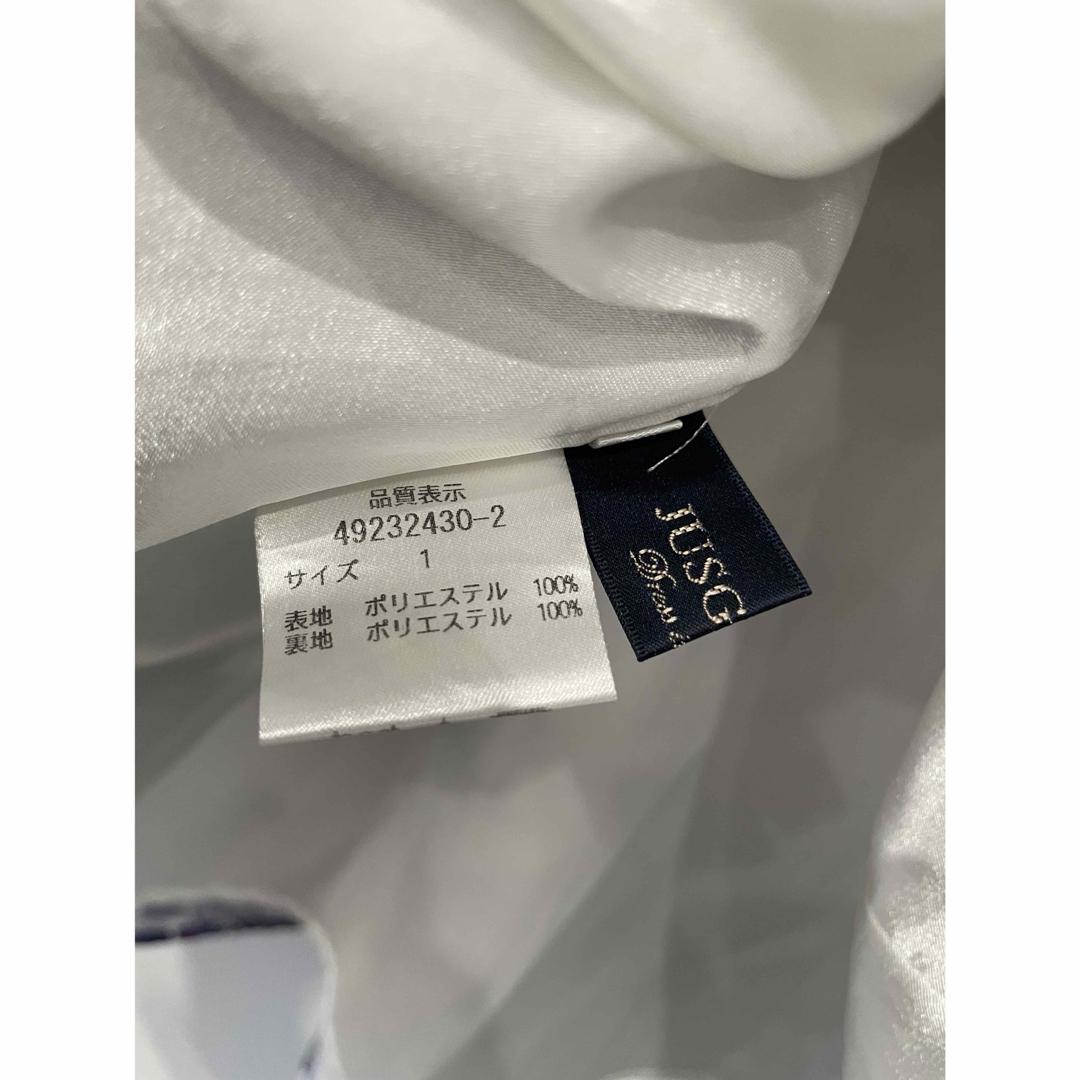 品質表示
49232430-2
サイズ 1
表地 ポリエステル 100%
裏地 ポリエステル 100%
JUSG